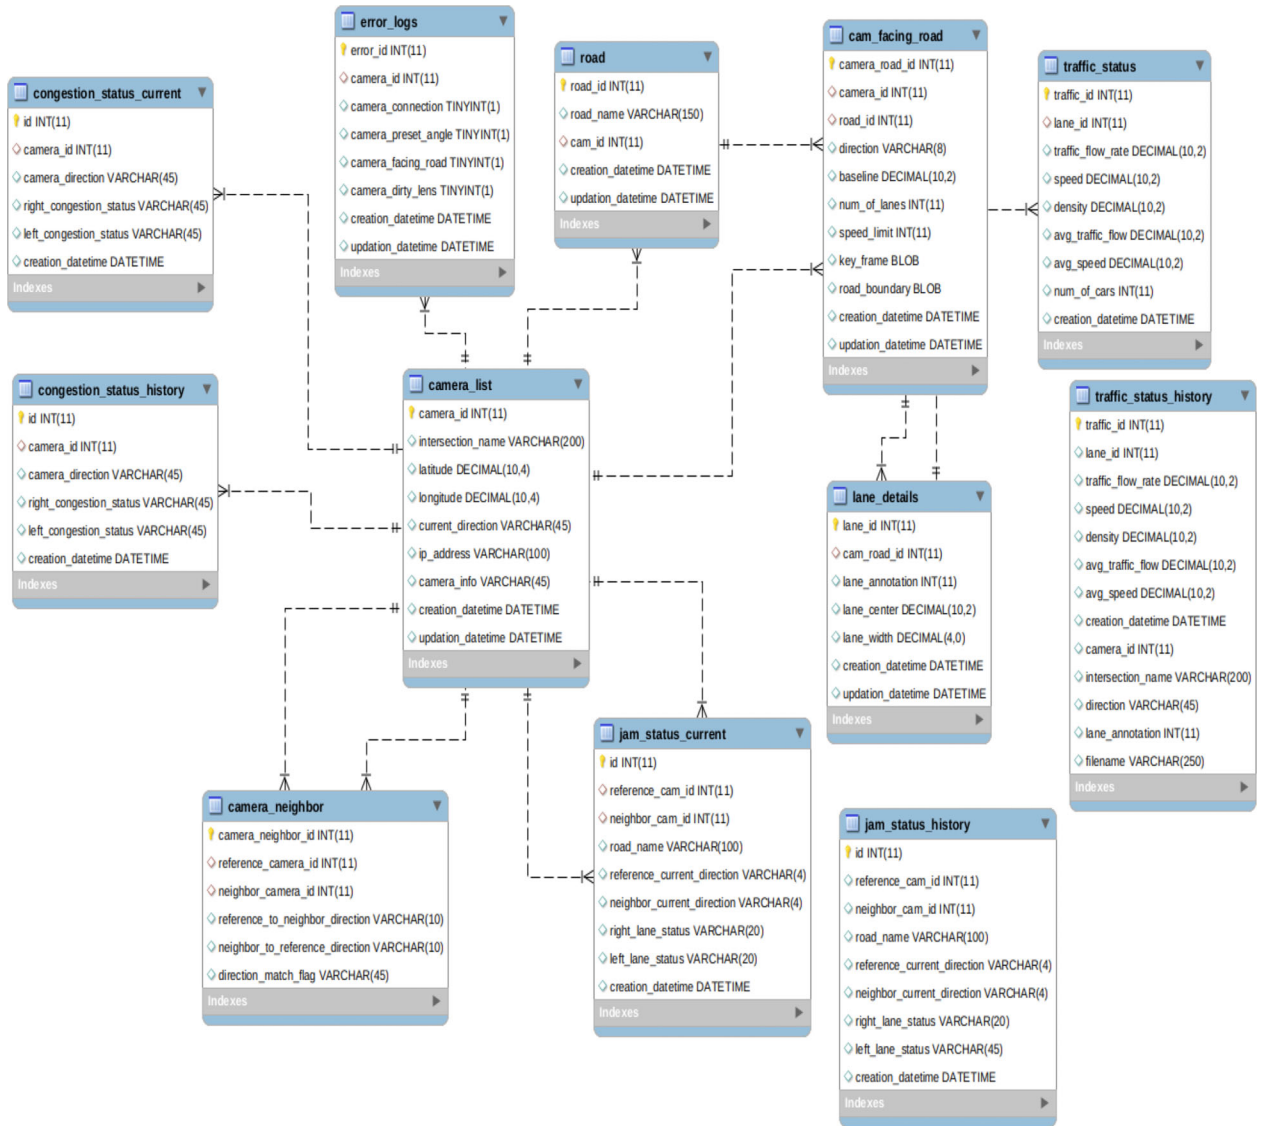 error_logs
error_id INT(11)
camera_id INT(11)
camera_connection TINYINT(1)
camera_preset_angle TINYINT(1)
camera_facing_road TINYINT(1)
camera_dirty_lens TINYINT(1)
creation_datetime DATETIME
updation_datetime DATETIME
Indexes
road
road_id INT(11)
road_name VARCHAR(150)
cam_id INT(11)
creation_datetime DATETIME
updation_datetime DATETIME
Indexes
cam_facing_road
camera_road_id INT(11)
camera_id INT(11)
road_id INT(11)
direction VARCHAR(8)
baseline DECIMAL(10,2)
num_of_lanes INT(11)
speed_limit INT(11)
key_frame BLOB
road_boundary BLOB
creation_datetime DATETIME
updation_datetime DATETIME
Indexes
traffic_status
traffic_id INT(11)
lane_id INT(11)
traffic_flow_rate DECIMAL(10,2)
speed DECIMAL(10,2)
density DECIMAL(10,2)
avg_traffic_flow DECIMAL(10,2)
avg_speed DECIMAL(10,2)
num_of_cars INT(11)
creation_datetime DATETIME
Indexes
congestion_status_current
id INT(11)
camera_id INT(11)
camera_direction VARCHAR(45)
right_congestion_status VARCHAR(45)
left_congestion_status VARCHAR(45)
creation_datetime DATETIME
Indexes
congestion_status_history
id INT(11)
camera_id INT(11)
camera_direction VARCHAR(45)
right_congestion_status VARCHAR(45)
left_congestion_status VARCHAR(45)
creation_datetime DATETIME
Indexes
camera_list
camera_id INT(11)
intersection_name VARCHAR(200)
latitude DECIMAL(10,4)
longitude DECIMAL(10,4)
current_direction VARCHAR(45)
ip_address VARCHAR(100)
camera_info VARCHAR(45)
creation_datetime DATETIME
updation_datetime DATETIME
Indexes
lane_details
lane_id INT(11)
cam_road_id INT(11)
lane_annotation INT(11)
lane_center DECIMAL(10,2)
lane_width DECIMAL(4,0)
creation_datetime DATETIME
updation_datetime DATETIME
Indexes
traffic_status_history
traffic_id INT(11)
lane_id INT(11)
traffic_flow_rate DECIMAL(10,2)
speed DECIMAL(10,2)
density DECIMAL(10,2)
avg_traffic_flow DECIMAL(10,2)
avg_speed DECIMAL(10,2)
creation_datetime DATETIME
camera_id INT(11)
intersection_name VARCHAR(200)
direction VARCHAR(45)
lane_annotation INT(11)
filename VARCHAR(250)
Indexes
camera_neighbor
camera_neighbor_id INT(11)
reference_camera_id INT(11)
neighbor_camera_id INT(11)
reference_to_neighbor_direction VARCHAR(10)
neighbor_to_reference_direction VARCHAR(10)
direction_match_flag VARCHAR(45)
Indexes
jam_status_current
id INT(11)
reference_cam_id INT(11)
neighbor_cam_id INT(11)
road_name VARCHAR(100)
reference_current_direction VARCHAR(4)
neighbor_current_direction VARCHAR(4)
right_lane_status VARCHAR(20)
left_lane_status VARCHAR(20)
creation_datetime DATETIME
Indexes
jam_status_history
id INT(11)
reference_cam_id INT(11)
neighbor_cam_id INT(11)
road_name VARCHAR(100)
reference_current_direction VARCHAR(4)
neighbor_current_direction VARCHAR(4)
right_lane_status VARCHAR(20)
left_lane_status VARCHAR(45)
creation_datetime DATETIME
Indexes